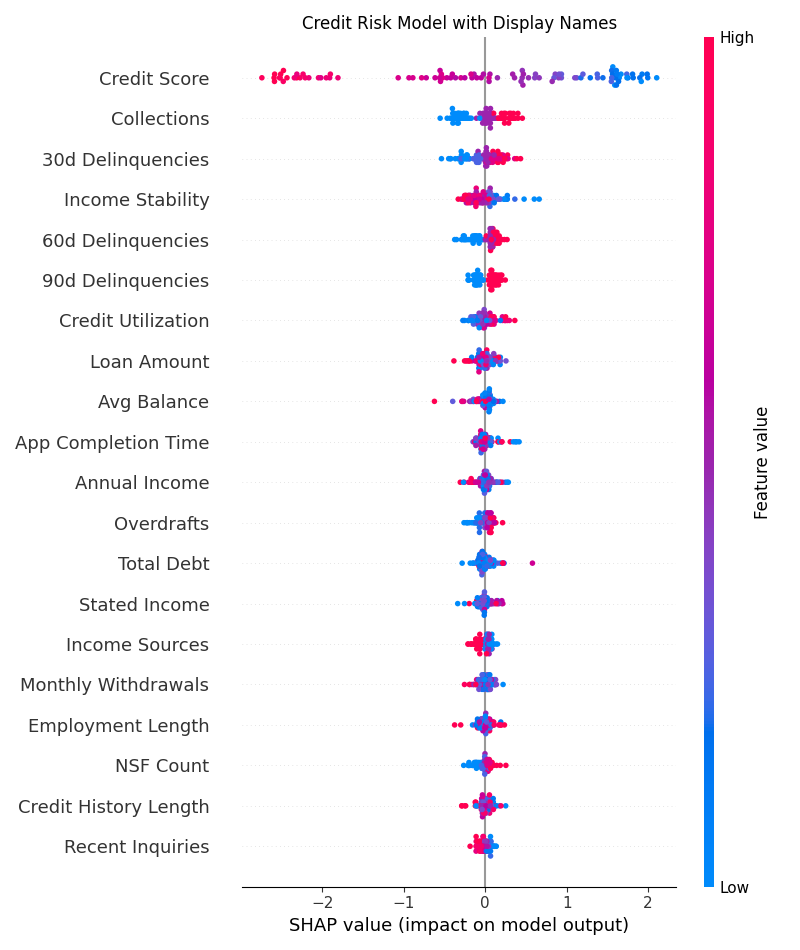 Credit Risk Model with Display Names
High
Credit Score
Collections
30d Delinquencies
Income Stability
60d Delinquencies
90d Delinquencies
Credit Utilization
Loan Amount
Avg Balance
App Completion Time
Annual Income
Overdrafts
Total Debt
Stated Income
Income Sources
Monthly Withdrawals
Employment Length
NSF Count
Credit History Length
Recent Inquiries
Feature value
Low
−2 −1 0 1 2
SHAP value (impact on model output)